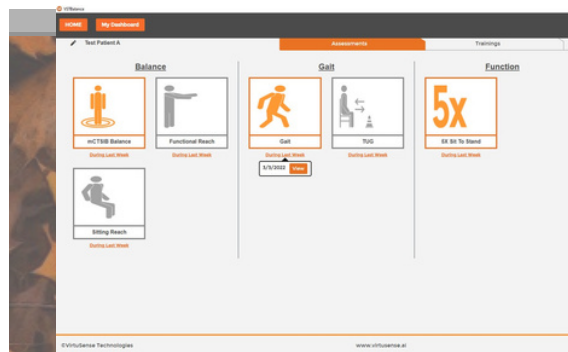 VSTBalance
HOME
My Dashboard
Test Patient A
Assessments
Trainings
Balance
Gait
Function
mCTSIB Balance
Functional Reach
Gait
TUG
5x
5X Sit To Stand
During Last Week
During Last Week
During Last Week
During Last Week
During Last Week
3/3/2022
View
Sitting Reach
During Last Week
©VirtuSense Technologies
www.virtusense.ai